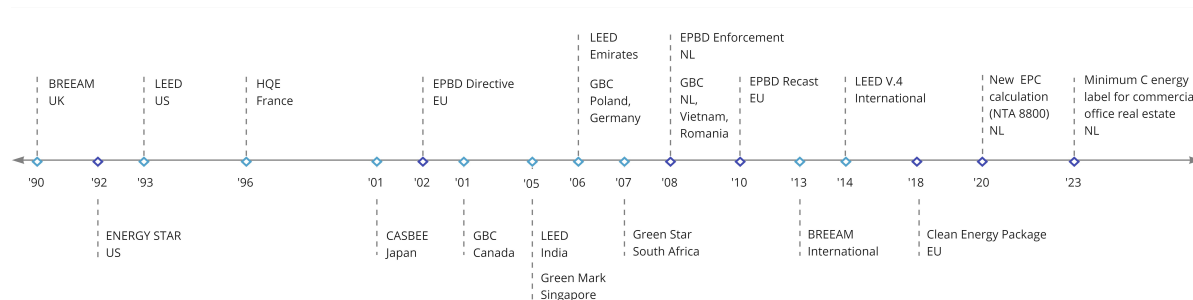 LEED
Emirates
GBC
Poland,
Germany
EPBD Enforcement
NL
GBC
NL,
Vietnam,
Romania
BREEAM
UK
LEED
US
HQE
France
EPBD Directive
EU
EPBD Recast
EU
LEED V.4
International
New EPC
calculation
(NTA 8800)
NL
Minimum C energy
label for commercia
office real estate
NL
'90
'92
'93
'96
'01
'02
'01
'05
'06
'07
'08
'10
'13
'14
'18
'20
'23
ENERGY STAR
US
CASBEE
Japan
GBC
Canada
LEED
India
Green Mark
Singapore
Green Star
South Africa
BREEAM
International
Clean Energy Package
EU